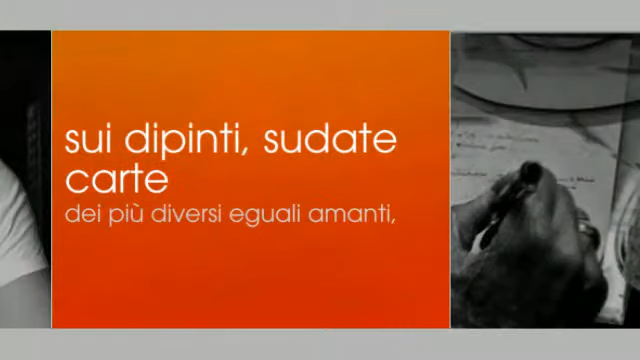 sui dipinti, sudate
carte
dei più diversi eguali amanti,